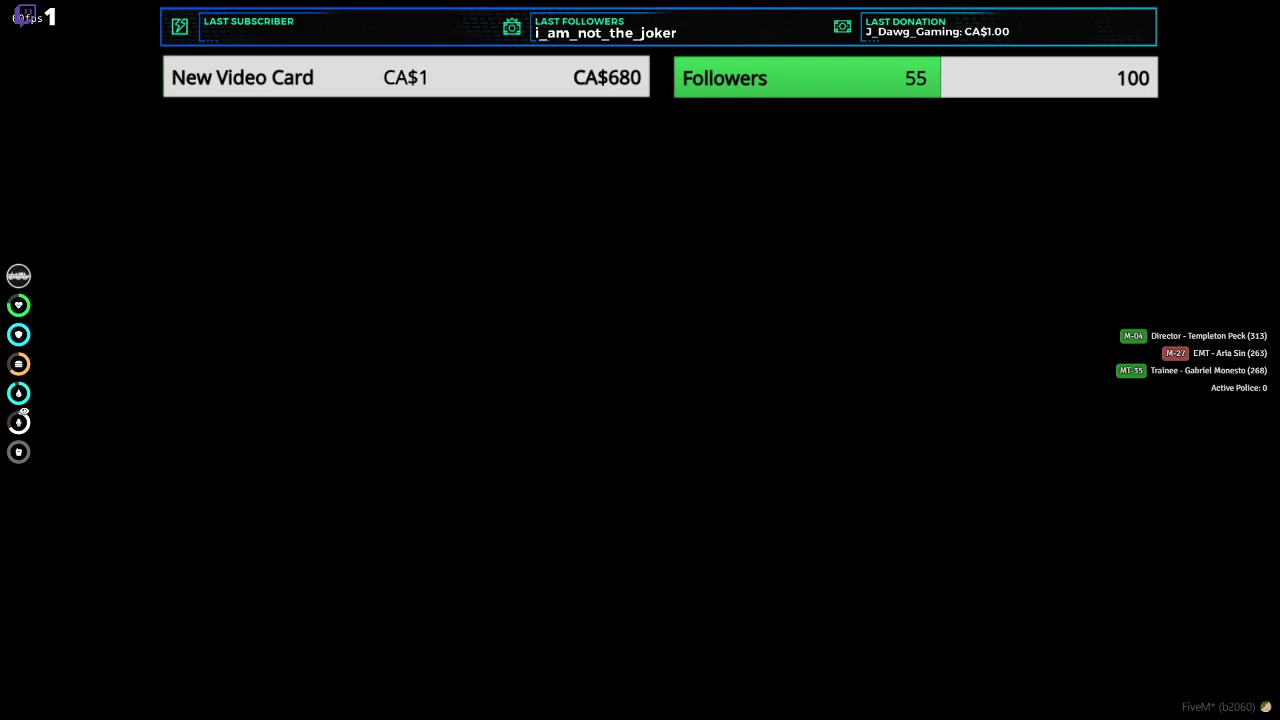 1
LAST SUBSCRIBER
LAST FOLLOWERS
i_am_not_the_joker
LAST DONATION
J_Dawg_Gaming: CA$1.00
New Video Card CA$1 CA$680
Followers 55 100
M-04 Director - Templeton Peck (313)
M-27 EMT - Aria Sin (263)
MT-35 Trainee - Gabriel Monesto (268)
Active Police: 0
FiveM* (b2060)